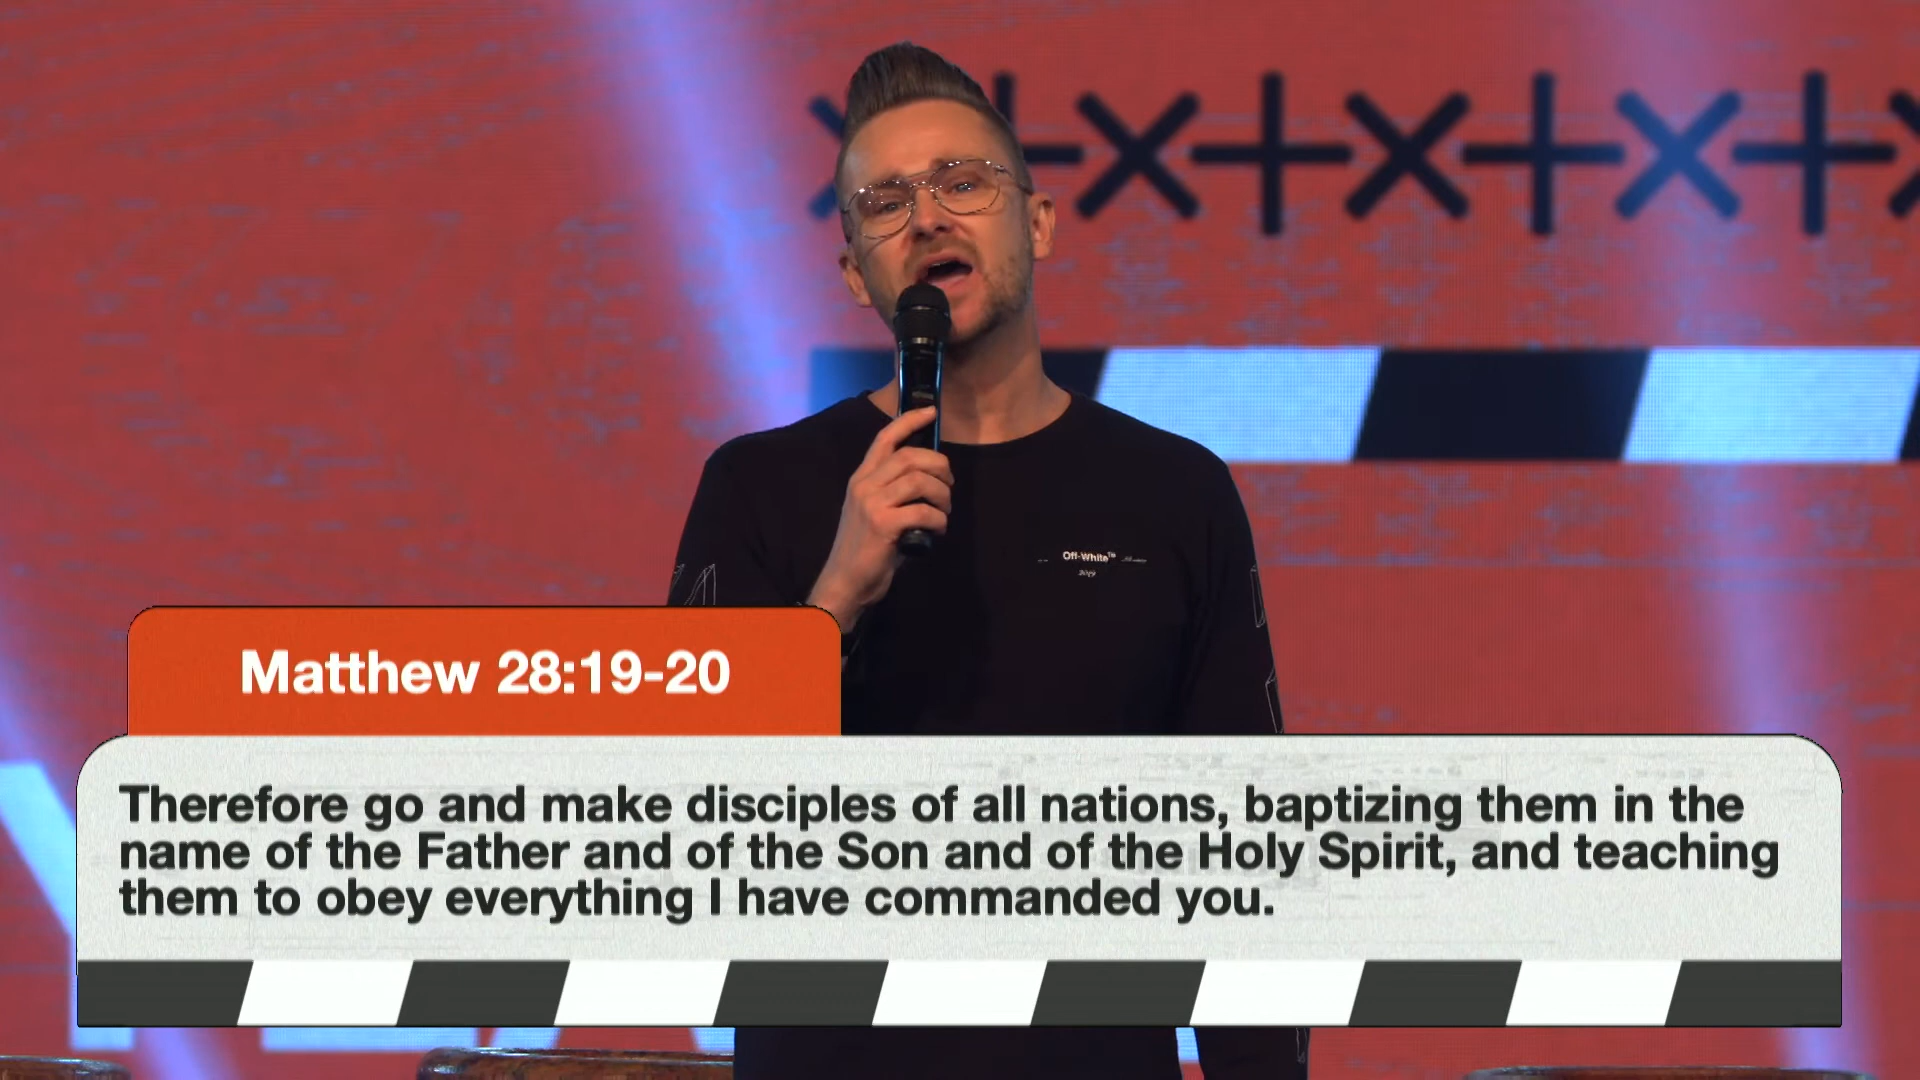 Off-White™
2019
Matthew 28:19-20
Therefore go and make disciples of all nations, baptizing them in the
name of the Father and of the Son and of the Holy Spirit, and teaching
them to obey everything I have commanded you.